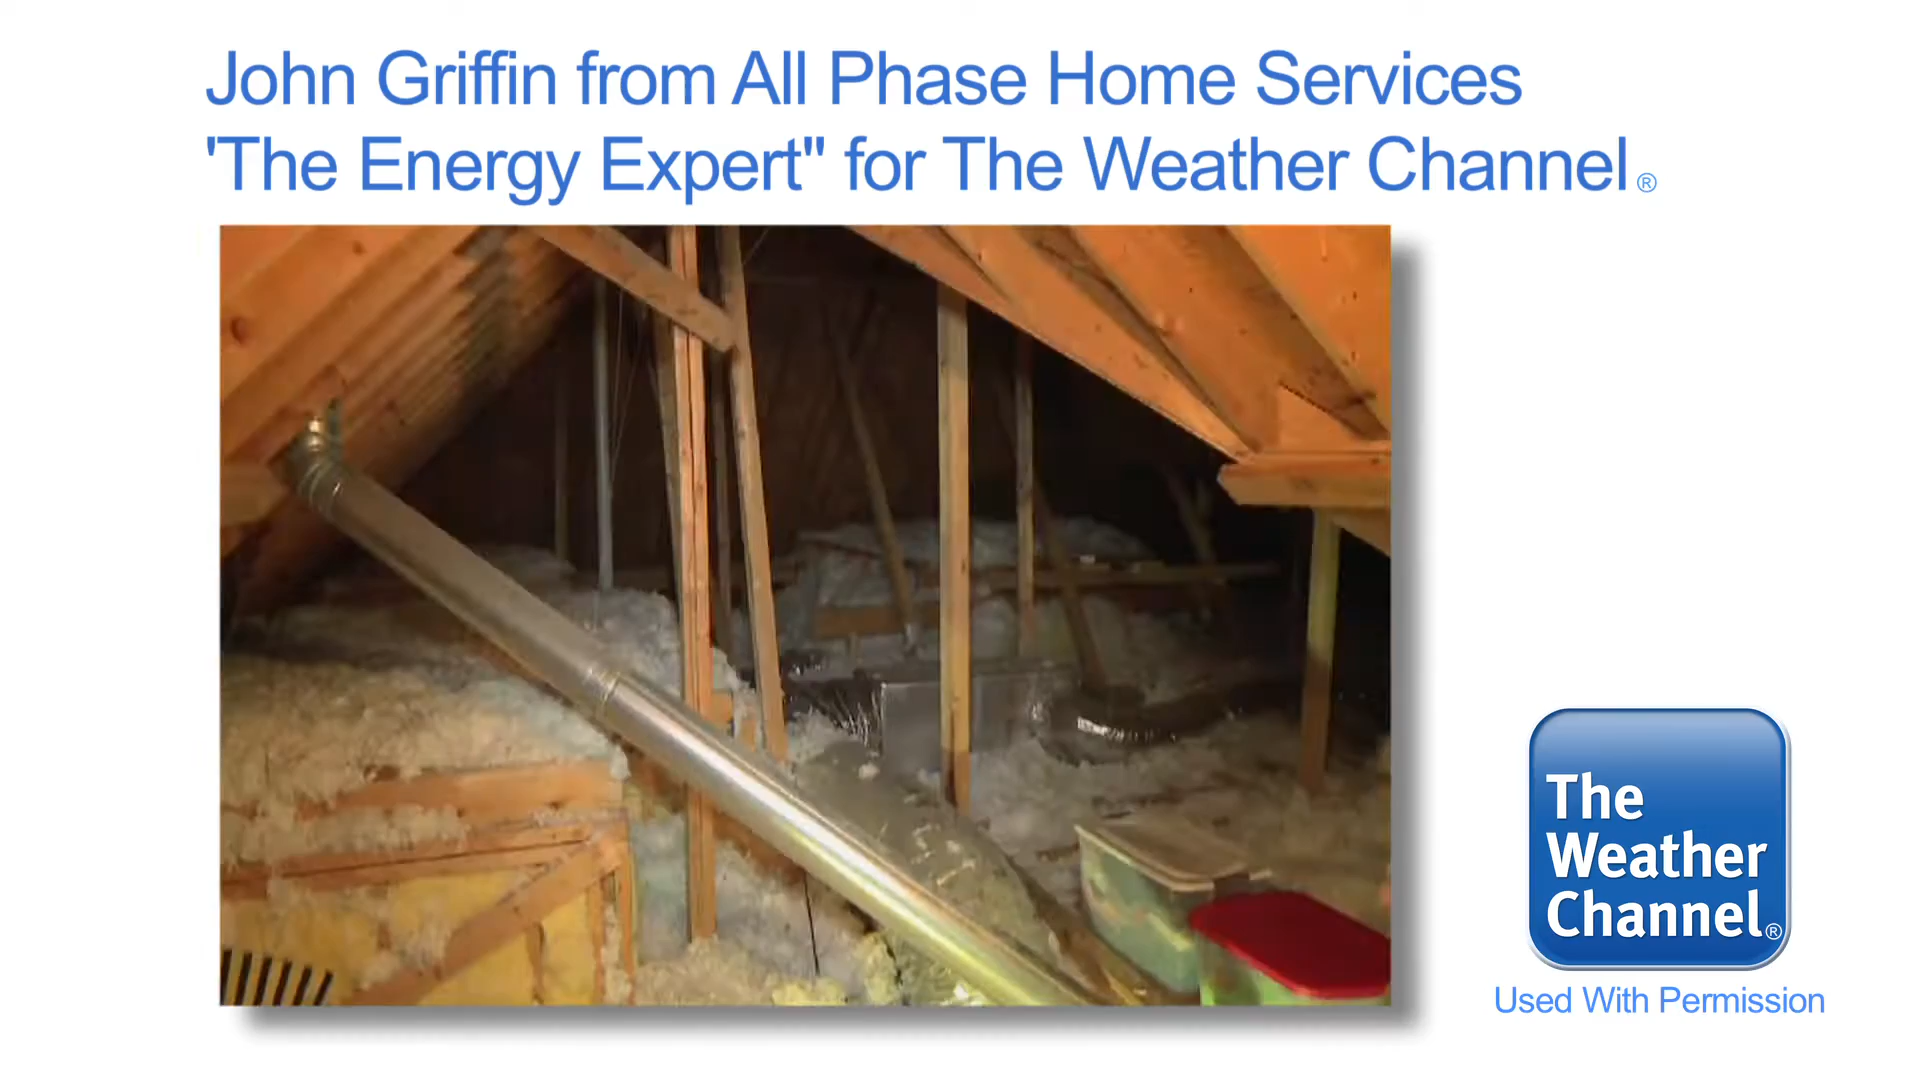 John Griffin from All Phase Home Services
'The Energy Expert" for The Weather Channel®
The
Weather
Channel®
Used With Permission